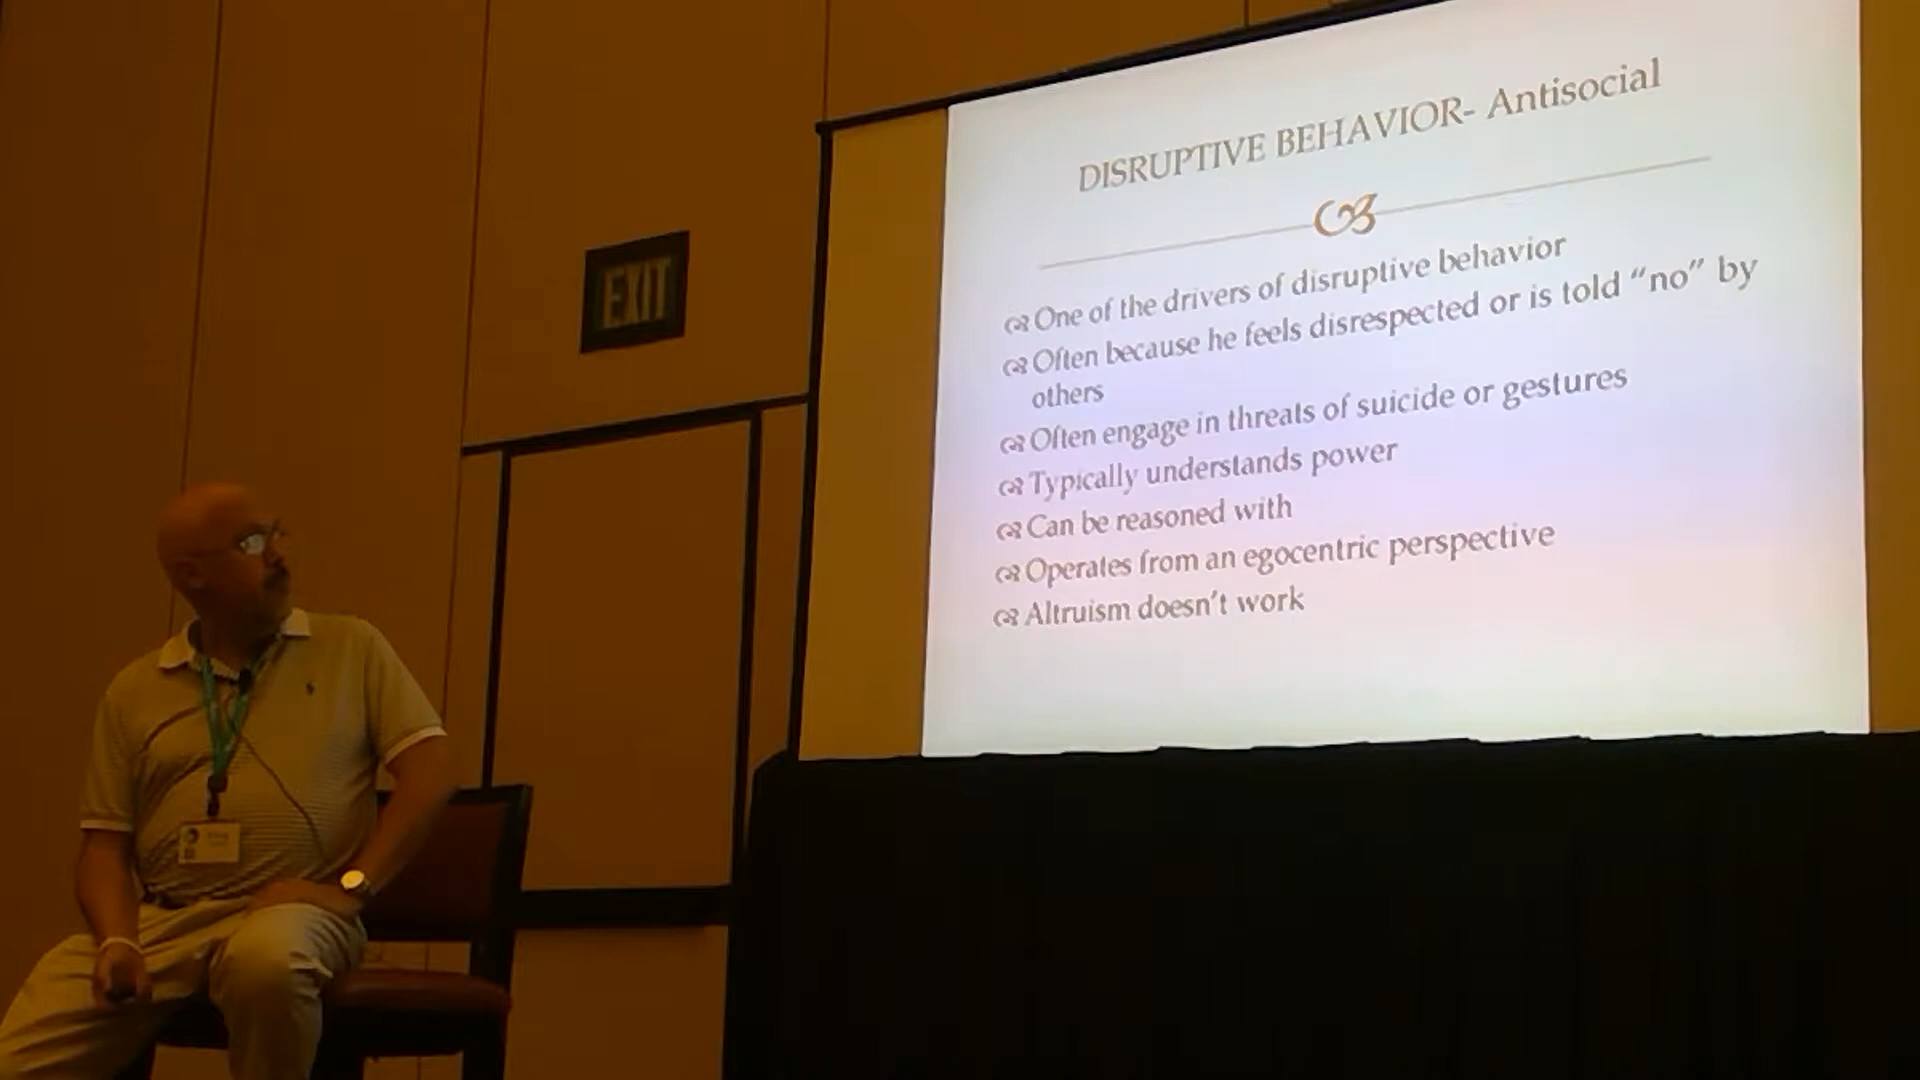 DISRUPTIVE BEHAVIOR- Antisocial
One of the drivers of disruptive behavior
Often because he feels disrespected or is told “no” by
others
Often engage in threats of suicide or gestures
Typically understands power
Can be reasoned with
Operates from an egocentric perspective
Altruism doesn’t work
EXIT